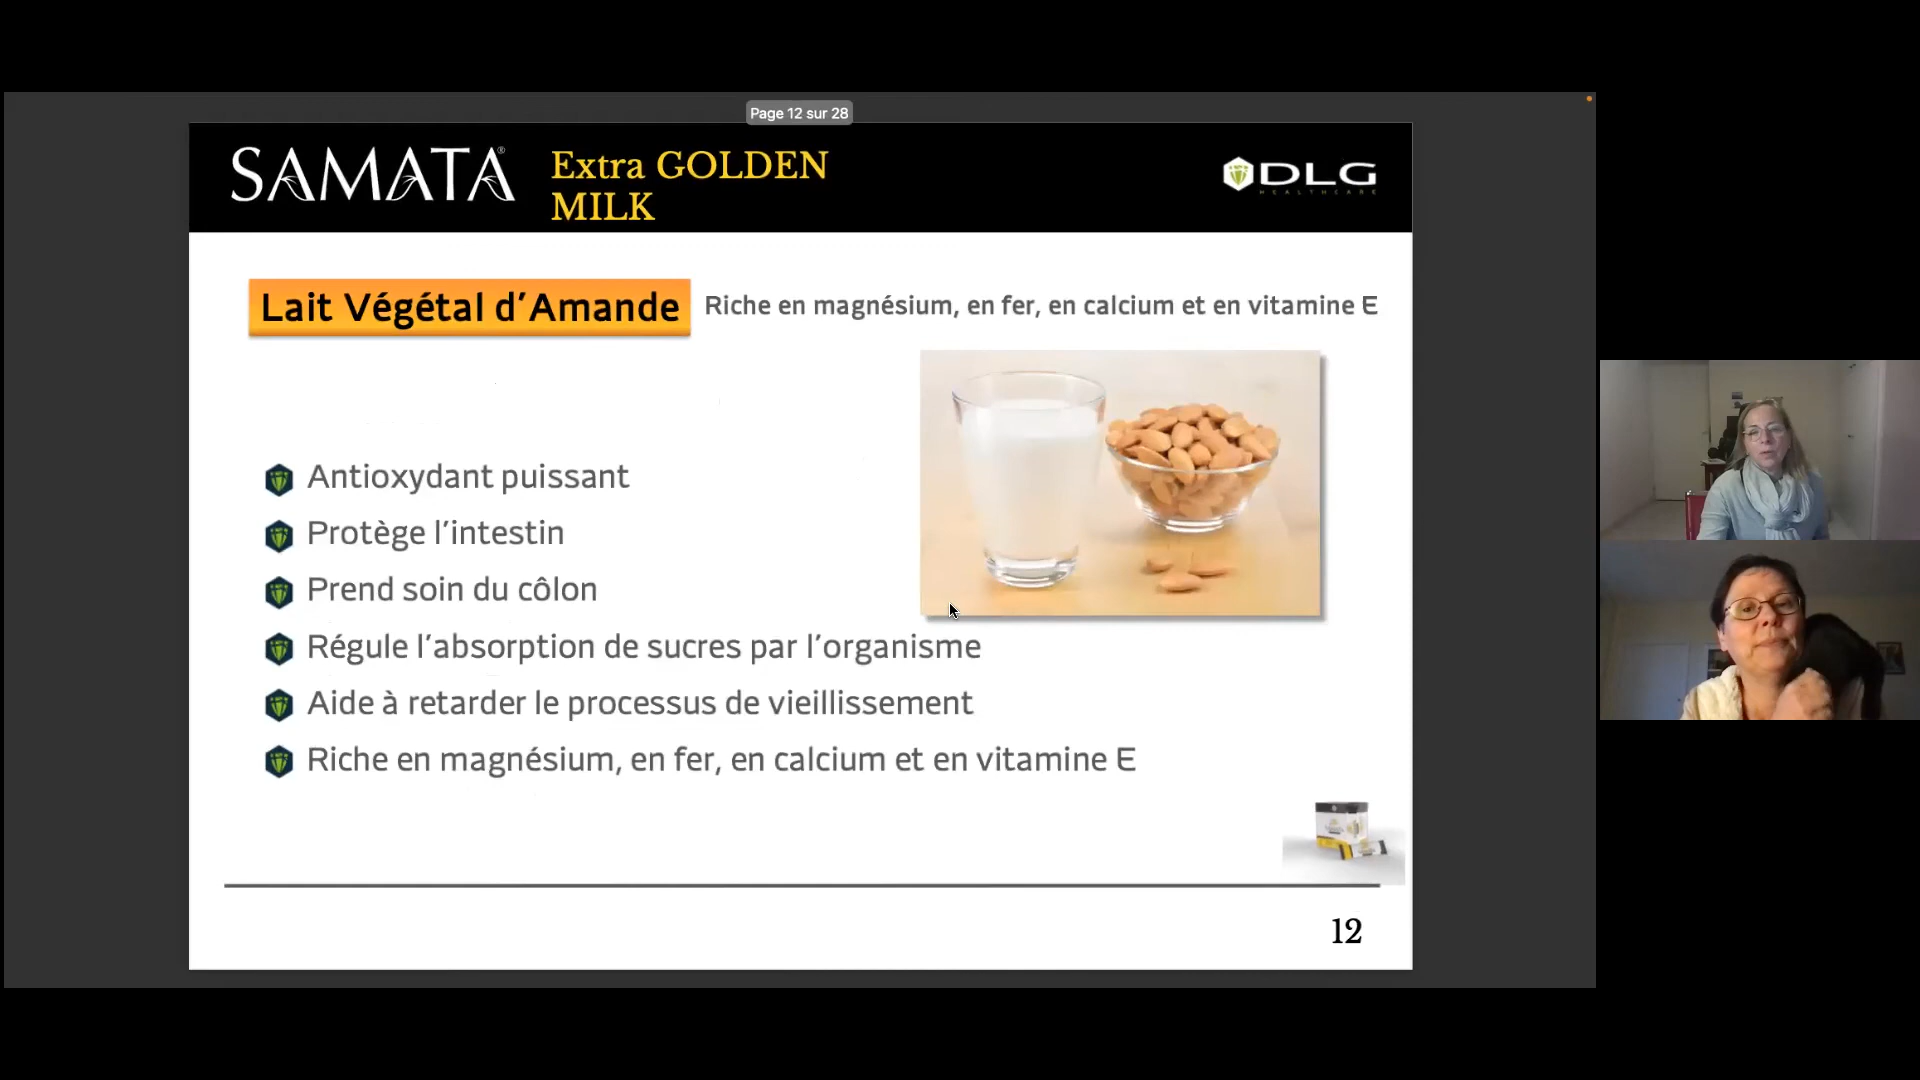 Page 12 sur 28
SAMATA®
Extra GOLDEN
MILK
DLG
HEALTHCARE
Lait Végétal d’Amande
Riche en magnésium, en fer, en calcium et en vitamine E
Antioxydant puissant
Protège l’intestin
Prend soin du côlon
Régule l’absorption de sucres par l’organisme
Aide à retarder le processus de vieillissement
Riche en magnésium, en fer, en calcium et en vitamine E
12